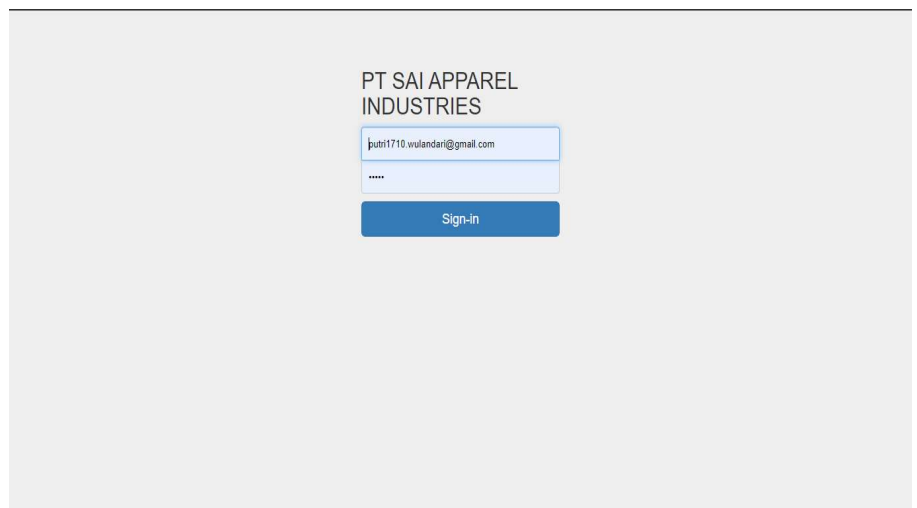 PT SAI APPAREL
INDUSTRIES
putri1710.wulandari@gmail.com
•••••
Sign-in